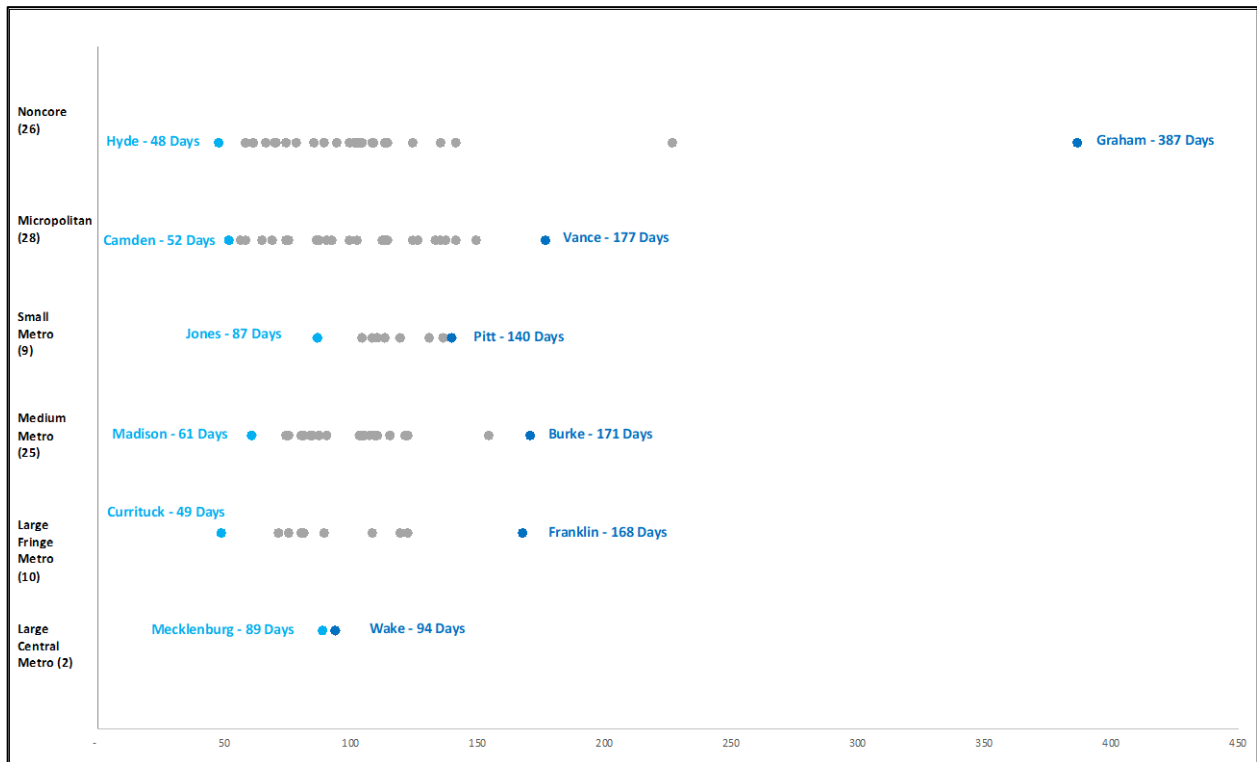 Noncore
(26)
Hyde - 48 Days
Graham - 387 Days
Micropolitan
(28)
Camden - 52 Days
Vance - 177 Days
Small
Metro
(9)
Jones - 87 Days
Pitt - 140 Days
Medium
Metro
(25)
Madison - 61 Days
Burke - 171 Days
Currituck - 49 Days
Large
Fringe
Metro
(10)
Franklin - 168 Days
Large
Central
Metro (2)
Mecklenburg - 89 Days
Wake - 94 Days
- 50 100 150 200 250 300 350 400 450